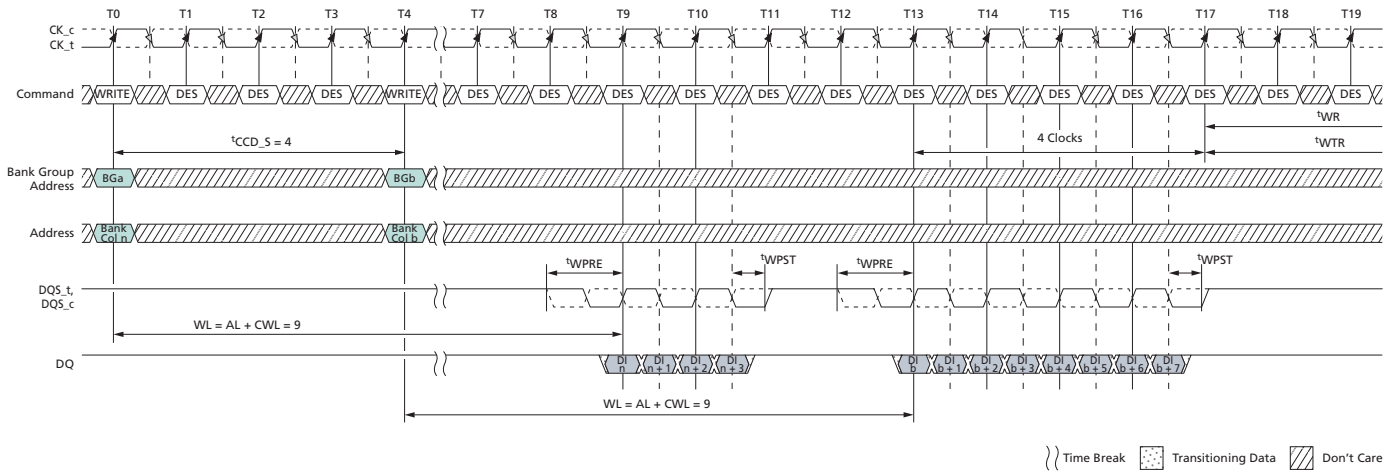 T0 T1 T2 T3 T4 T7 T8 T9 T10 T11 T12 T13 T14 T15 T16 T17 T18 T19
CK_c
CK_t
Command WRITE DES DES DES WRITE DES DES DES DES DES DES DES DES DES DES DES DES DES
tWR
tCCD_S = 4 4 Clocks tWTR
Bank Group
Address BGa BGb
Address Bank
Col n Bank
Col b
tWPRE tWPST tWPRE tWPST
DQS_t,
DQS_c
WL = AL + CWL = 9
DQ DI
n DI
n + 1 DI
n + 2 DI
n + 3 DI
b DI
b + 1 DI
b + 2 DI
b + 3 DI
b + 4 DI
b + 5 DI
b + 6 DI
b + 7
WL = AL + CWL = 9
Time Break Transitioning Data Don't Care